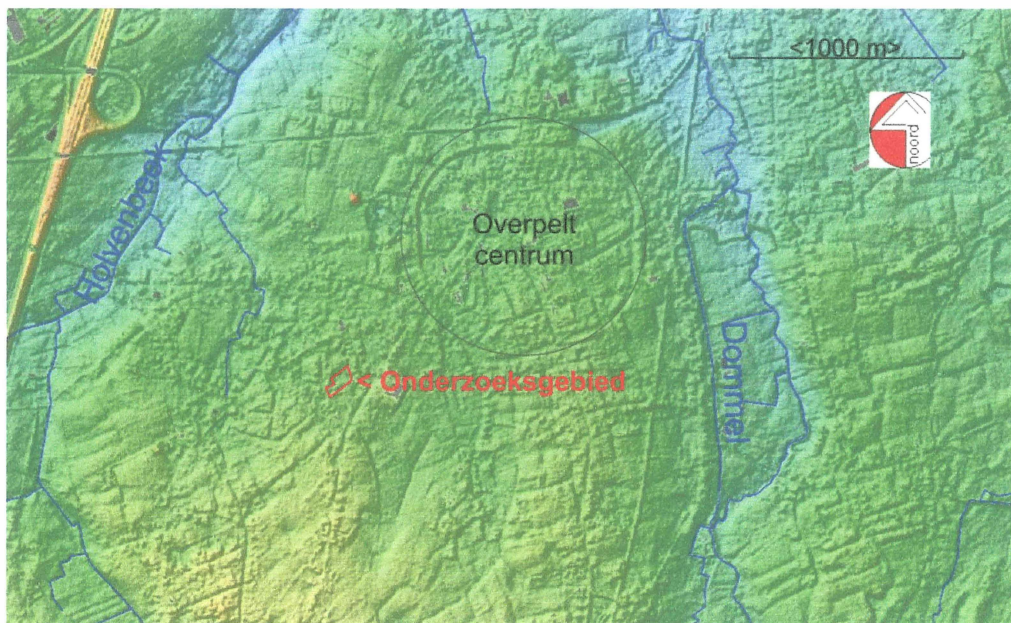 <1000 m>
noord
Holvenbeek
Overpelt
centrum
Dommel
< Onderzoeksgebied